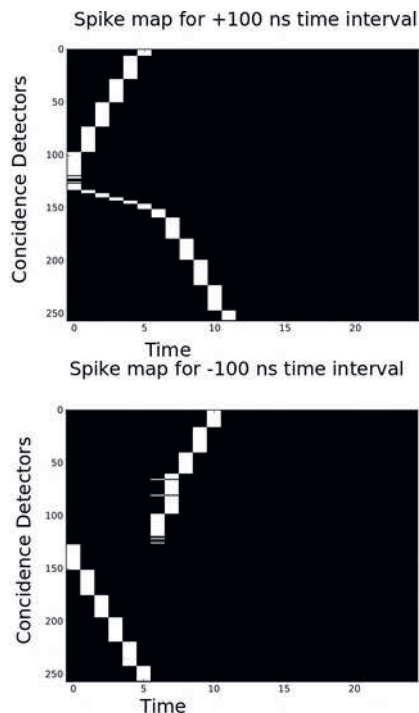 Spike map for +100 ns time interval
0
50
100
150
200
250
Concidence Detectors
0 5 10 15 20
Time
Spike map for -100 ns time interval
0
50
100
150
200
250
Concidence Detectors
0 5 10 15 20
Time